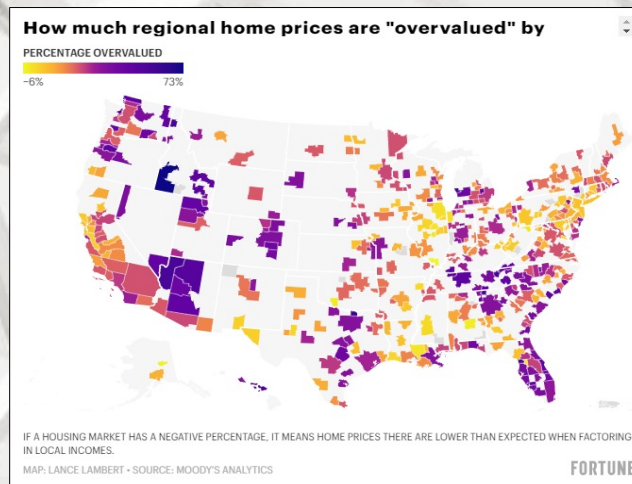 How much regional home prices are "overvalued" by
PERCENTAGE OVERVALUED
-6% 73%
IF A HOUSING MARKET HAS A NEGATIVE PERCENTAGE, IT MEANS HOME PRICES THERE ARE LOWER THAN EXPECTED WHEN FACTORING
IN LOCAL INCOMES.
MAP: LANCE LAMBERT • SOURCE: MOODY'S ANALYTICS
FORTUNE